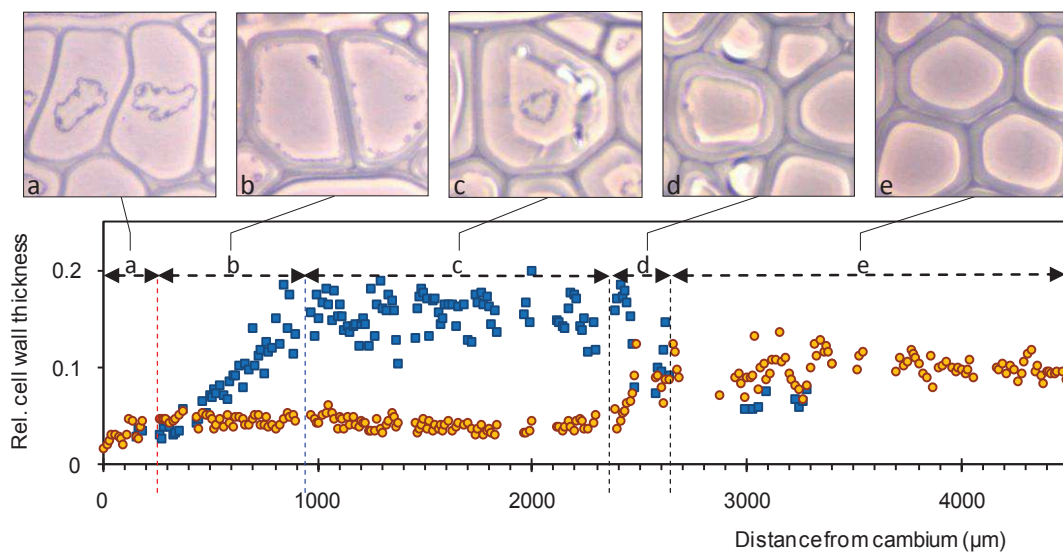 a
b
c
d
e
Rel. cell wall thickness
0.2
0.1
0
a
b
c
d
e
0
1000
2000
3000
4000
Distance from cambium (µm)